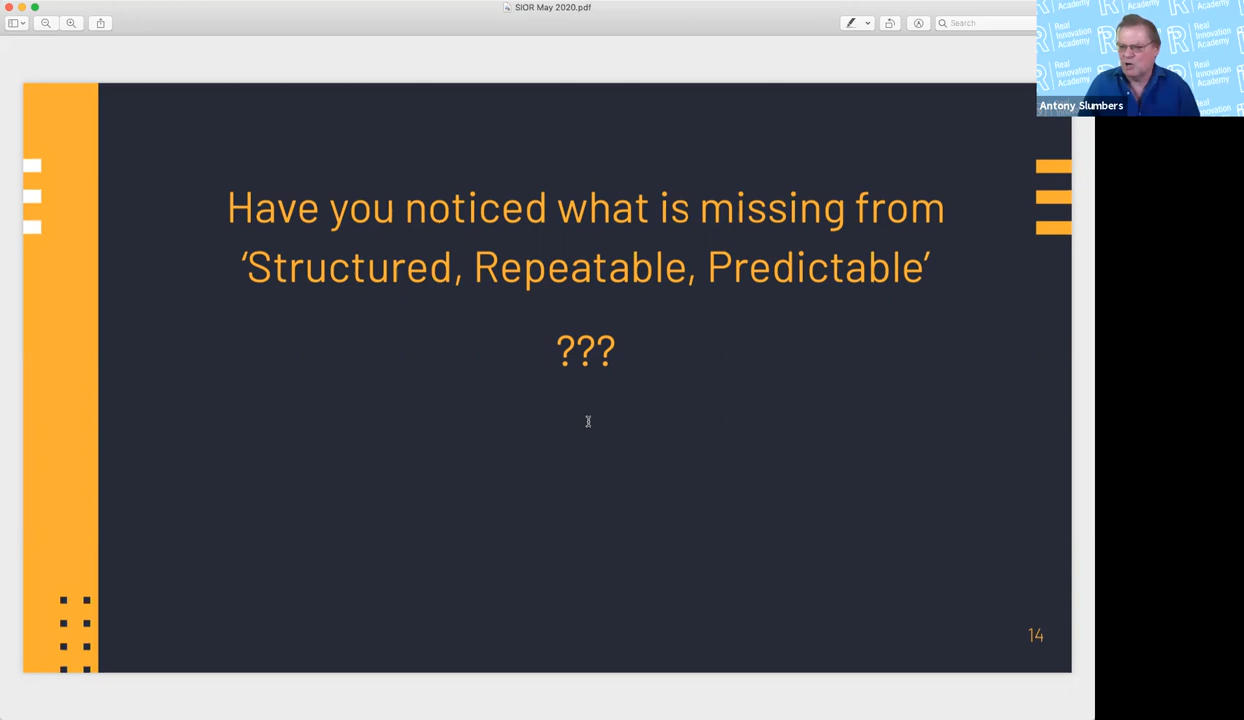 SIOR May 2020.pdf
Search
Real
Innovation
Academy
Antony Slumbers
Have you noticed what is missing from
‘Structured, Repeatable, Predictable’
???
14